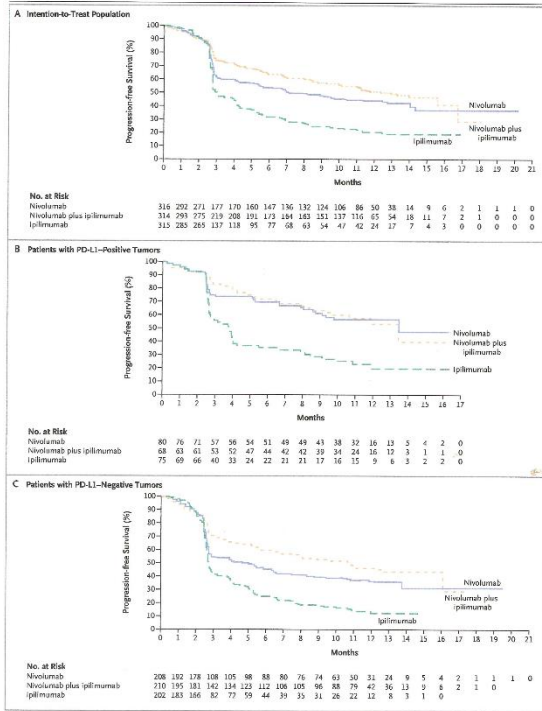 A Intention-to-Treat Population
Progression-free Survival (%)
100
90
80
70
60
50
40
30
20
10
0
0 1 2 3 4 5 6 7 8 9 10 11 12 13 14 15 16 17 18 19 20 21
Nivolumab
Nivolumab plus
ipilimumab
Ipilimumab
Months
No. at Risk
Nivolumab 316 292 271 177 170 160 147 136 132 124 106 86 50 38 14 9 6 2 1 1 1 0
Nivolumab plus ipilimumab 314 293 275 219 208 191 173 164 163 151 137 116 65 54 18 11 7 2 1 0 0 0
Ipilimumab 315 285 265 137 118 95 77 68 63 54 47 42 24 17 7 4 3 0 0 0 0 0
B Patients with PD-L1–Positive Tumors
Progression-free Survival (%)
100
90
80
70
60
50
40
30
20
10
0
0 1 2 3 4 5 6 7 8 9 10 11 12 13 14 15 16 17
Nivolumab
Nivolumab plus
ipilimumab
Ipilimumab
Months
No. at Risk
Nivolumab 80 76 71 57 56 54 51 49 49 43 38 32 16 13 5 4 2 0
Nivolumab plus ipilimumab 68 63 61 53 52 47 44 42 42 39 34 24 16 12 3 1 1 0
Ipilimumab 75 69 66 40 33 24 22 21 21 17 16 15 9 6 3 2 2 0
C Patients with PD-L1–Negative Tumors
Progression-free Survival (%)
100
90
80
70
60
50
40
30
20
10
0
0 1 2 3 4 5 6 7 8 9 10 11 12 13 14 15 16 17 18 19 20 21
Nivolumab
Nivolumab plus
ipilimumab
Ipilimumab
Months
No. at Risk
Nivolumab 208 192 178 108 105 98 88 80 76 74 63 50 31 24 9 5 4 2 1 1 1 0
Nivolumab plus ipilimumab 210 195 181 142 134 123 112 106 105 96 88 79 42 36 13 9 6 2 1 0
Ipilimumab 202 183 166 82 77 59 44 39 35 31 26 22 12 8 3 1 0